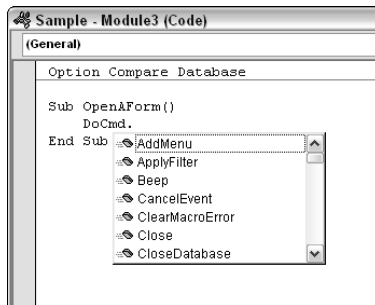 Sample - Module3 (Code)
(General)
Option Compare Database
Sub OpenAForm()
DoCmd.
End Sub
AddMenu
ApplyFilter
Beep
CancelEvent
ClearMacroError
Close
CloseDatabase